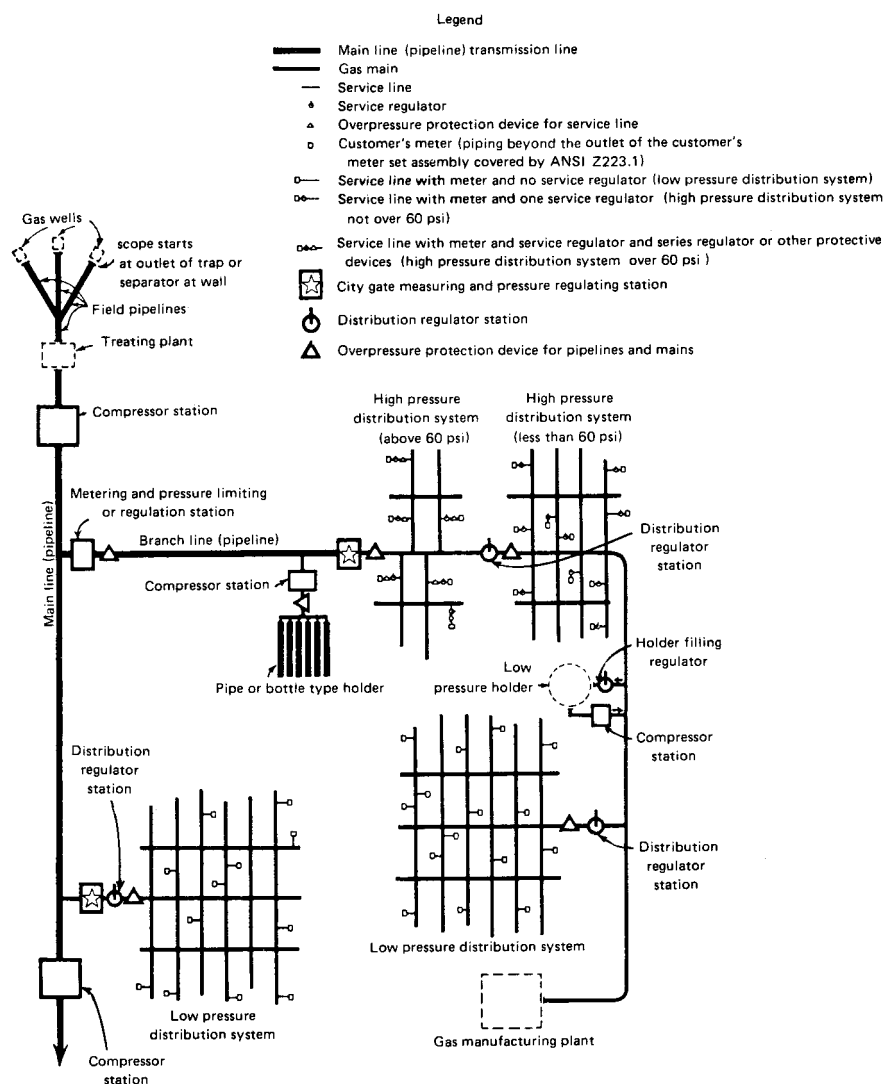 Legend
Main line (pipeline) transmission line
Gas main
Service line
Service regulator
Overpressure protection device for service line
Customer's meter (piping beyond the outlet of the customer's
meter set assembly covered by ANSI Z223.1)
Service line with meter and no service regulator (low pressure distribution system)
Service line with meter and one service regulator (high pressure distribution system
not over 60 psi)
Service line with meter and service regulator and series regulator or other protective
devices (high pressure distribution system over 60 psi )
City gate measuring and pressure regulating station
Distribution regulator station
Overpressure protection device for pipelines and mains
Gas wells
scope starts
at outlet of trap or
separator at wall
Field pipelines
Treating plant
Compressor station
High pressure
distribution system
(above 60 psi)
High pressure
distribution system
(less than 60 psi)
Metering and pressure limiting
or regulation station
Main line (pipeline)
Branch line (pipeline)
Distribution
regulator
station
Compressor station
Pipe or bottle type holder
Low
pressure
holder
Holder filling
regulator
Compressor
station
Distribution
regulator
station
Distribution
regulator
station
Low pressure distribution system
Low pressure
distribution system
Gas manufacturing plant
Compressor
station